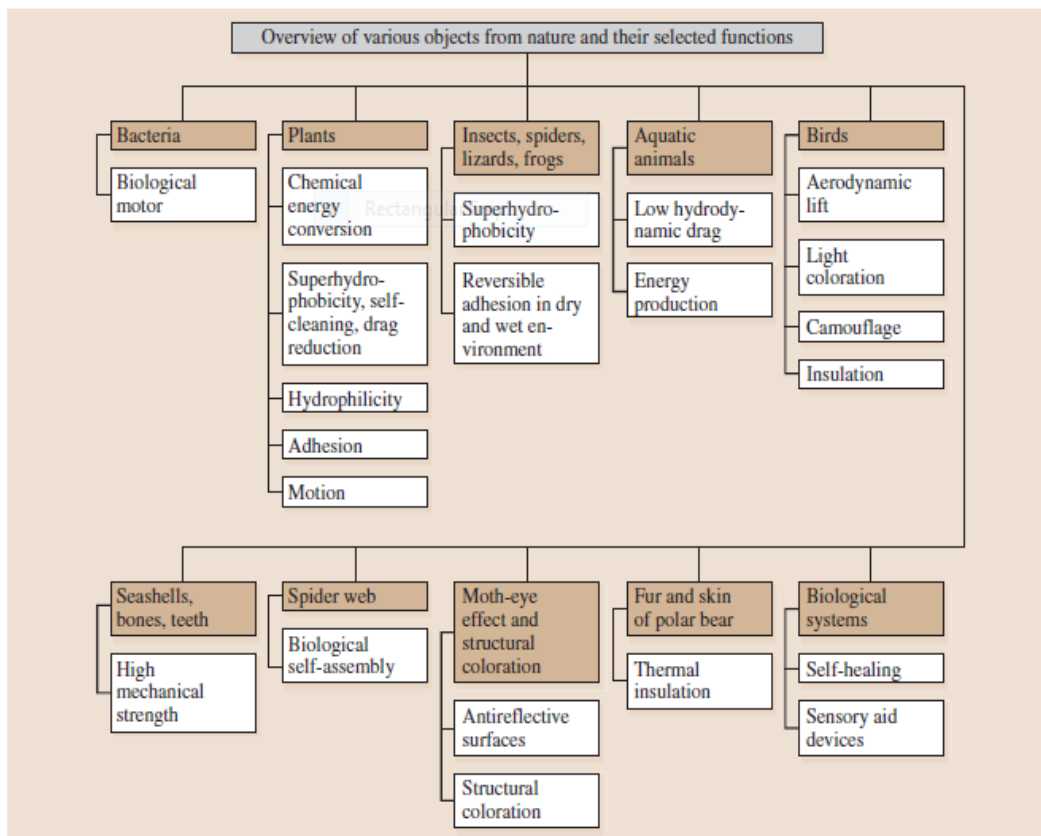 Overview of various objects from nature and their selected functions
Bacteria
Biological
motor
Plants
Chemical
energy
conversion
Superhydro-
phobicity, self-
cleaning, drag
reduction
Hydrophilicity
Adhesion
Motion
Insects, spiders,
lizards, frogs
Rectangular
Superhydro-
phobicity
Reversible
adhesion in dry
and wet en-
vironment
Aquatic
animals
Low hydrody-
namic drag
Energy
production
Birds
Aerodynamic
lift
Light
coloration
Camouflage
Insulation
Seashells,
bones, teeth
High
mechanical
strength
Spider web
Biological
self-assembly
Moth-eye
effect and
structural
coloration
Antireflective
surfaces
Structural
coloration
Fur and skin
of polar bear
Thermal
insulation
Biological
systems
Self-healing
Sensory aid
devices